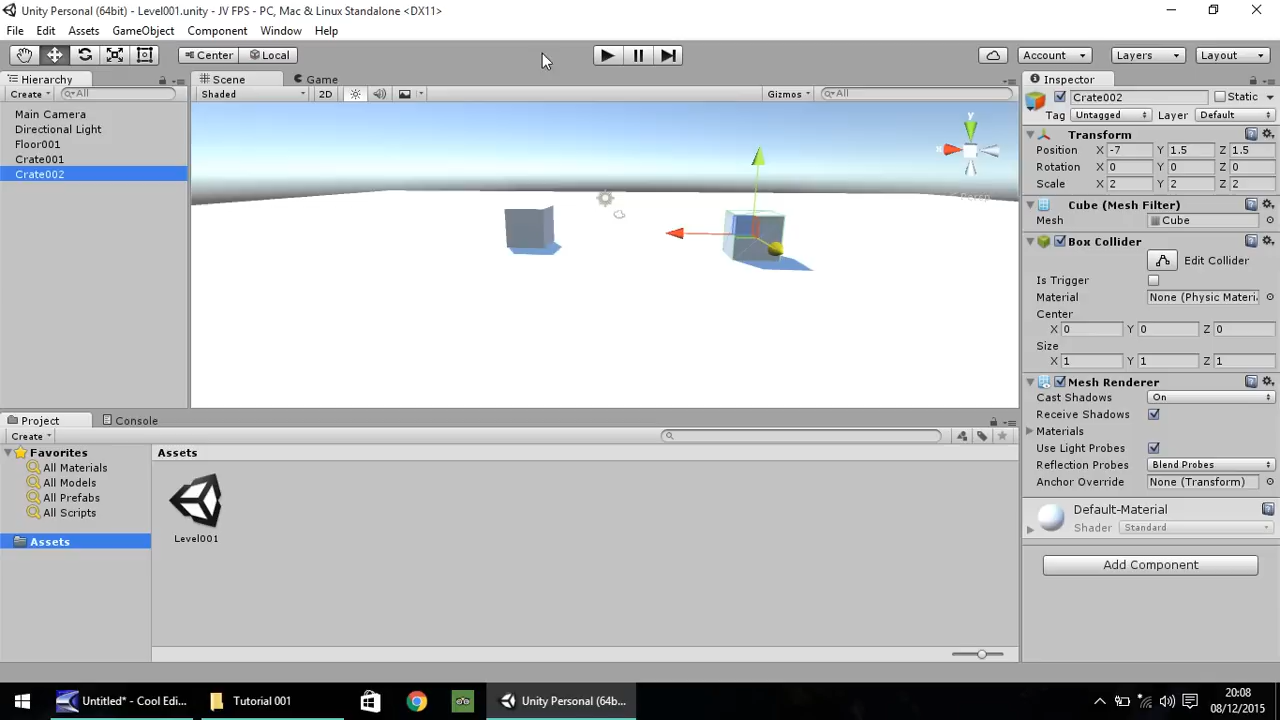 Unity Personal (64bit) - Level001.unity - JV FPS - PC, Mac & Linux Standalone <DX11>
File Edit Assets GameObject Component Window Help
Center Local Account Layers Layout
Hierarchy
Create All
Main Camera
Directional Light
Floor001
Crate001
Crate002
Scene Game
Shaded 2D Gizmos All
y
x
Persp
Inspector
Crate002 Static
Tag Untagged Layer Default
Transform
Position X -7 Y 1.5 Z 1.5
Rotation X 0 Y 0 Z 0
Scale X 2 Y 2 Z 2
Cube (Mesh Filter)
Mesh Cube
Box Collider
Edit Collider
Is Trigger
Material None (Physic Materi
Center
X 0 Y 0 Z 0
Size
X 1 Y 1 Z 1
Mesh Renderer
Cast Shadows On
Receive Shadows
Materials
Use Light Probes
Reflection Probes Blend Probes
Anchor Override None (Transform)
Default-Material
Shader Standard
Add Component
Project Console
Create
Favorites
All Materials
All Models
All Prefabs
All Scripts
Assets
Assets
Level001
Untitled* - Cool Edi...
Tutorial 001
Unity Personal (64b...
20:08
08/12/2015